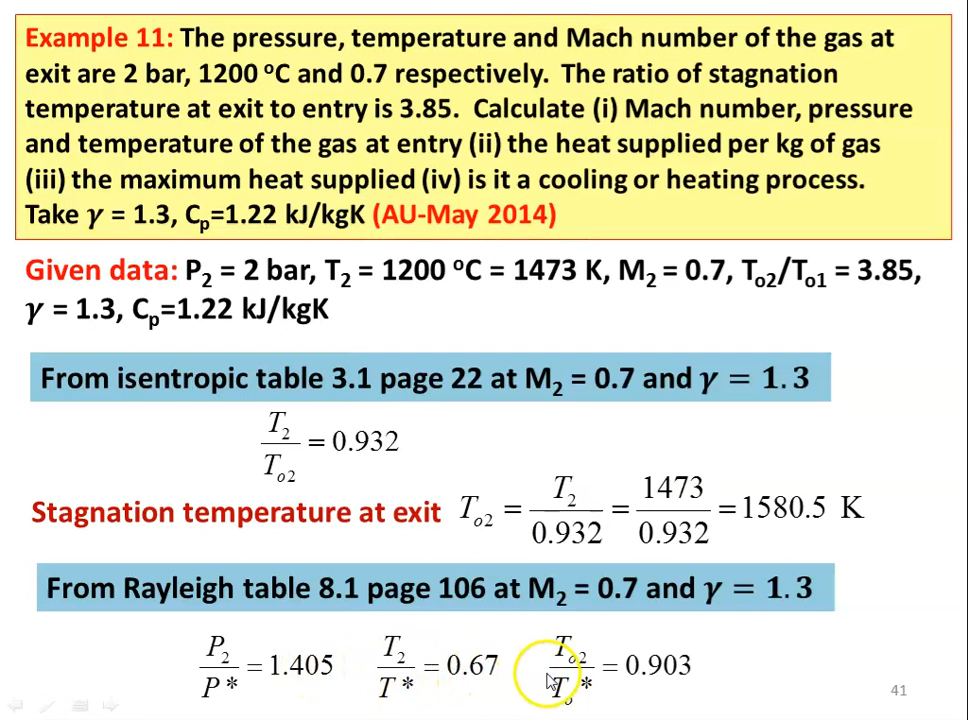 Example 11: The pressure, temperature and Mach number of the gas at
exit are 2 bar, 1200 ᵒC and 0.7 respectively. The ratio of stagnation
temperature at exit to entry is 3.85. Calculate (i) Mach number, pressure
and temperature of the gas at entry (ii) the heat supplied per kg of gas
(iii) the maximum heat supplied (iv) is it a cooling or heating process.
Take γ = 1.3, Cp=1.22 kJ/kgK (AU-May 2014)
Given data: P2 = 2 bar, T2 = 1200 ᵒC = 1473 K, M2 = 0.7, To2/To1 = 3.85,
γ = 1.3, Cp=1.22 kJ/kgK
From isentropic table 3.1 page 22 at M2 = 0.7 and γ = 1.3
T2/To2 = 0.932
Stagnation temperature at exit To2 = T2/0.932 = 1473/0.932 = 1580.5 K
From Rayleigh table 8.1 page 106 at M2 = 0.7 and γ = 1.3
P2/P* = 1.405 T2/T* = 0.67 To2/To* = 0.903
41